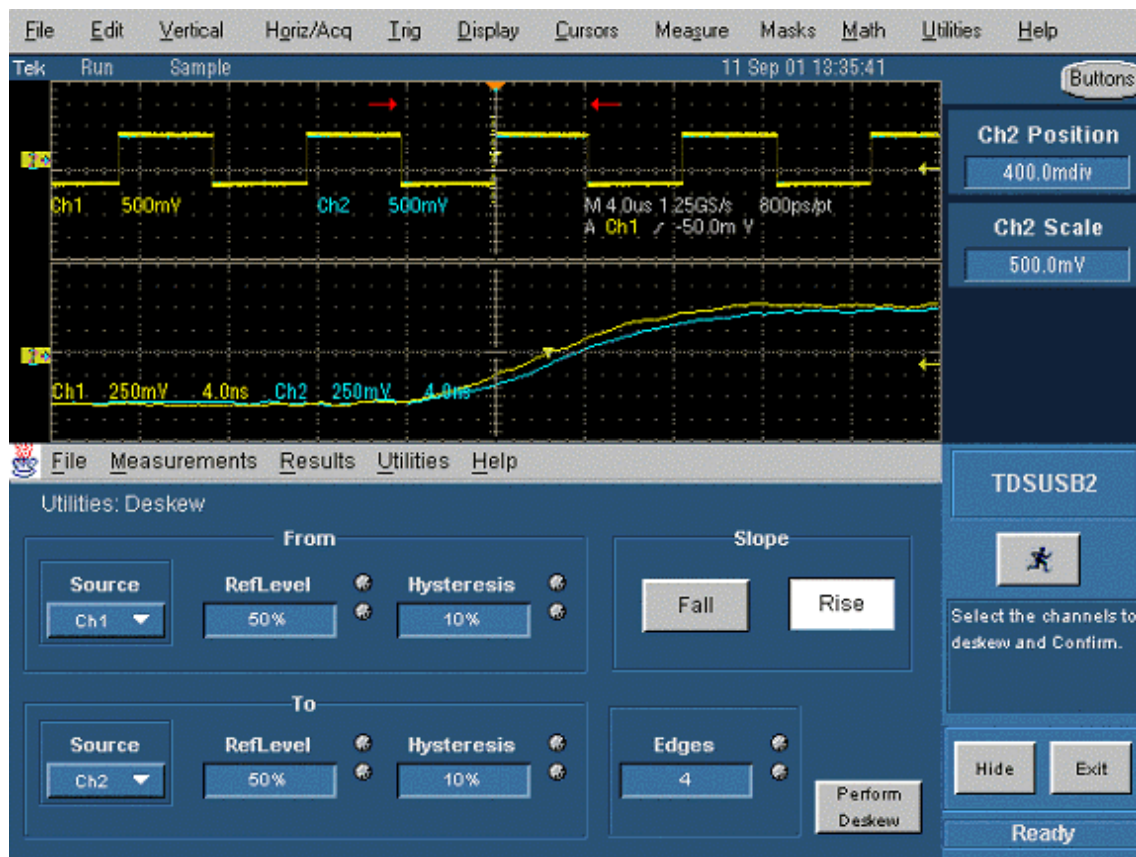 File Edit Vertical Horiz/Acq Trig Display Cursors Measure Masks Math Utilities Help
Tek Run Sample 11 Sep 01 13:35:41
Buttons
Ch2 Position
400.0mdiv
Ch2 Scale
500.0mV
Ch1 500mV Ch2 500mV M 4.0us 1.25GS/s 800ps/pt
A Ch1 / -50.0m V
Ch1 250mV 4.0ns Ch2 250mV 4.0ns
File Measurements Results Utilities Help
TDSUSB2
Utilities: Deskew
From
Source RefLevel Hysteresis
Ch1 50% 10%
Slope
Fall Rise
Select the channels to
deskew and Confirm.
To
Source RefLevel Hysteresis
Ch2 50% 10%
Edges
4
Perform
Deskew
Hide Exit
Ready